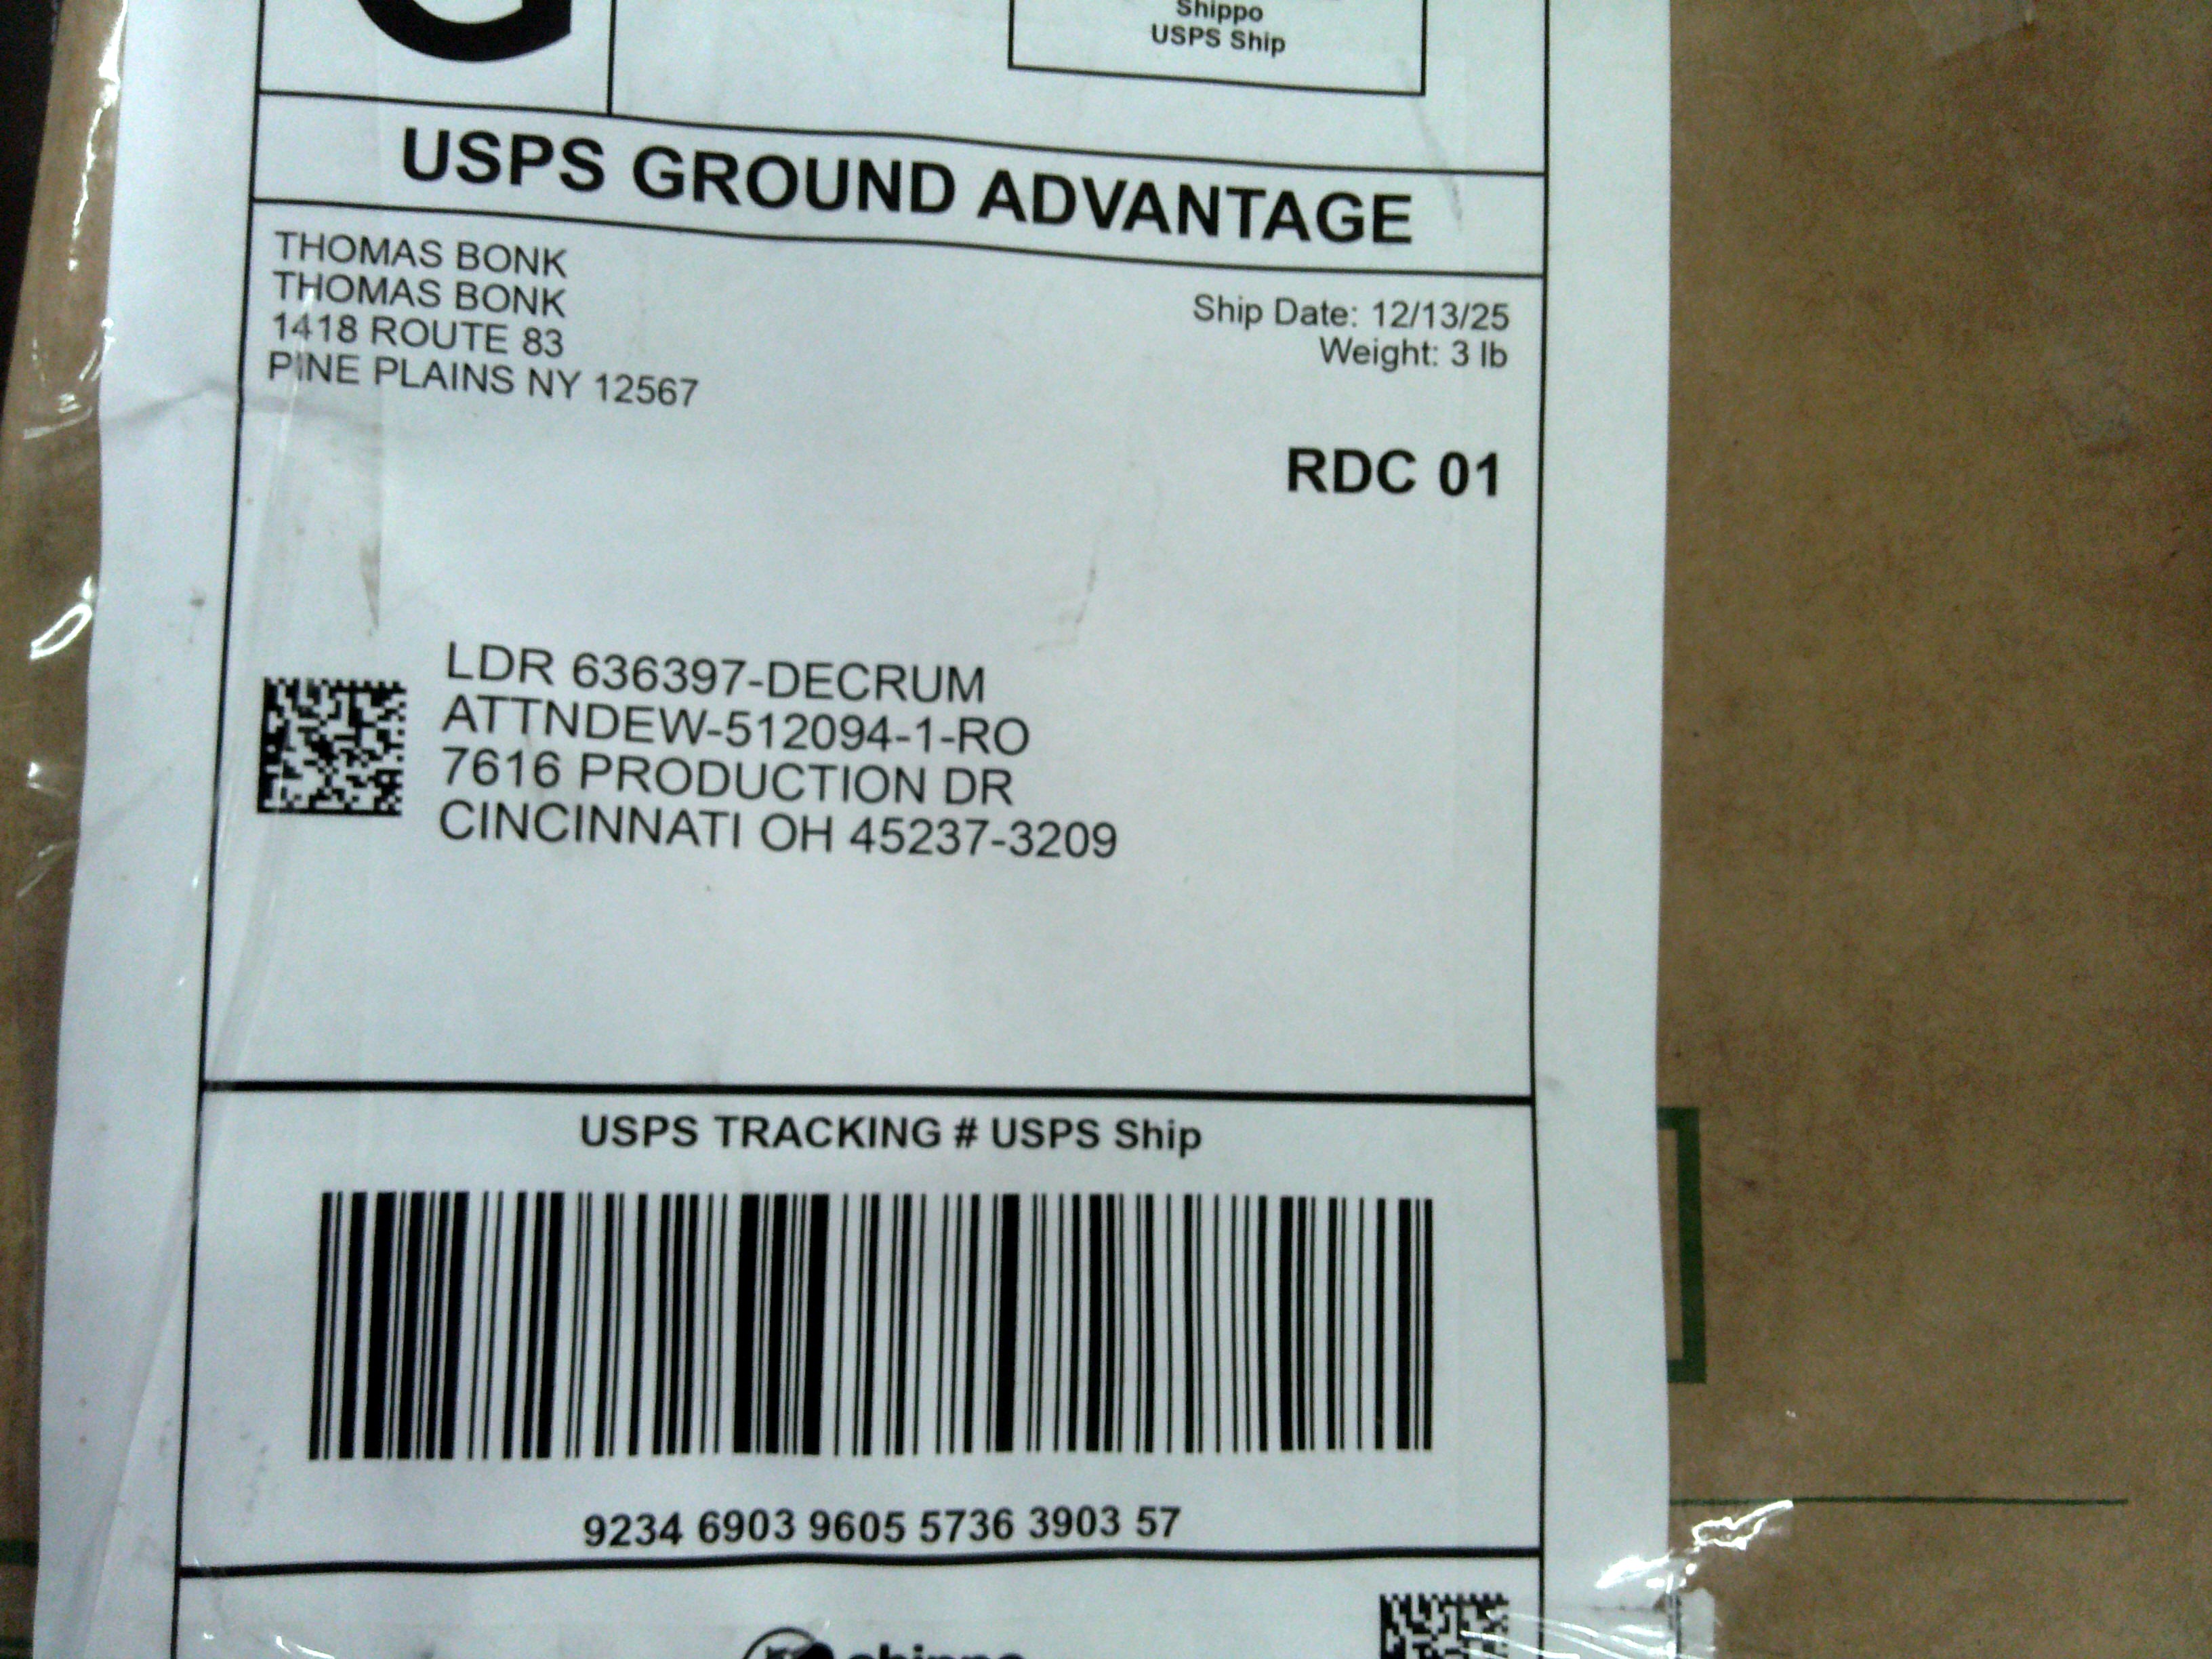 G
Shippo
USPS Ship
USPS GROUND ADVANTAGE
THOMAS BONK
THOMAS BONK
1418 ROUTE 83
PINE PLAINS NY 12567
Ship Date: 12/13/25
Weight: 3 lb
RDC 01
LDR 636397-DECRUM
ATTNDEW-512094-1-RO
7616 PRODUCTION DR
CINCINNATI OH 45237-3209
USPS TRACKING # USPS Ship
9234 6903 9605 5736 3903 57
shippo